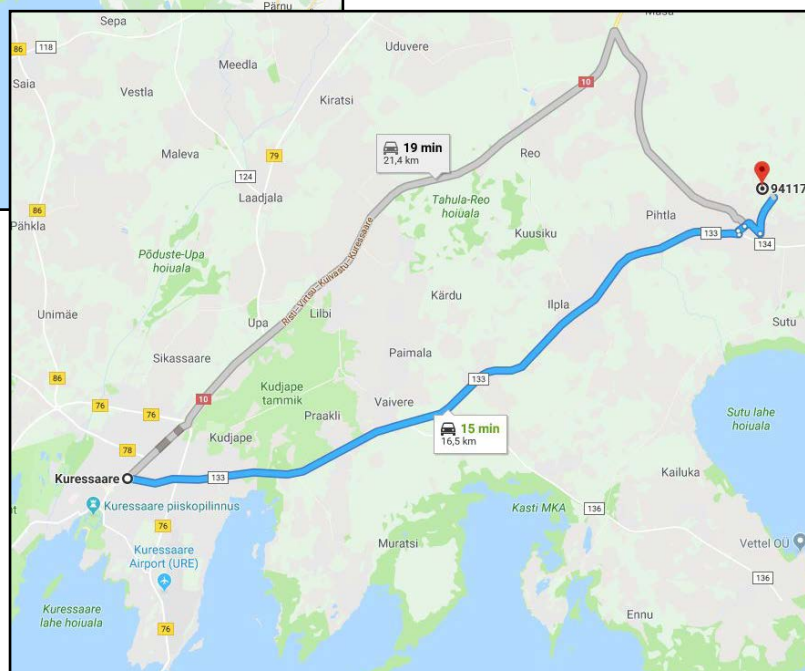 Pärnu
Sepa
Masa
86
118
Uduvere
Meedla
10
Saia
Vestla
Kiratsi
19 min
21,4 km
79
Reo
Maleva
124
94117
Laadjala
Tahula-Reo
hoiuala
86
Pihtla
Pähkla
Kuusiku
133
134
Põduste-Upa
hoiuala
Risti–Virtsu–Kuivastu–Kuressaare
Kärdu
Ilpla
Unimäe
Lilbi
Upa
Sutu
Paimala
Sikassaare
86
133
Kudjape
tammik
10
76
76
Vaivere
Praakli
Sutu lahe
hoiuala
15 min
16,5 km
78
Kudjape
Kuressaare
133
Kailuka
Kuressaare piiskopilinnus
Kasti MKA
136
76
Muratsi
Vettel OÜ
Kuressaare
Airport (URE)
136
Kuressaare
lahe hoiuala
Ennu
76